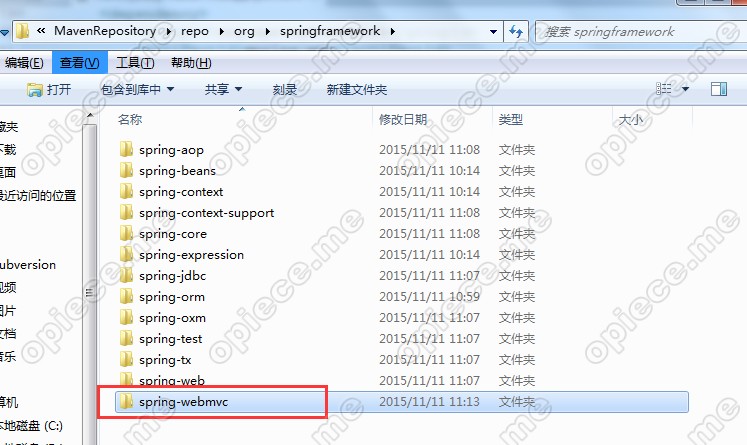 « MavenRepository repo org springframework 搜索 springframework
编辑(E) 查看(V) 工具(T) 帮助(H)
打开 包含到库中 共享 刻录 新建文件夹
名称 修改日期 类型 大小
藏夹
下载
桌面
最近访问的位置
ubversion
视频
图片
文档
音乐
算机
本地磁盘 (C:)
本地磁盘 (D:)
spring-aop 2015/11/11 11:08 文件夹
spring-beans 2015/11/11 10:14 文件夹
spring-context 2015/11/11 10:14 文件夹
spring-context-support 2015/11/11 11:08 文件夹
spring-core 2015/11/11 11:08 文件夹
spring-expression 2015/11/11 10:14 文件夹
spring-jdbc 2015/11/11 11:07 文件夹
spring-orm 2015/11/11 10:59 文件夹
spring-oxm 2015/11/11 11:07 文件夹
spring-test 2015/11/11 11:07 文件夹
spring-tx 2015/11/11 11:07 文件夹
spring-web 2015/11/11 11:07 文件夹
spring-webmvc 2015/11/11 11:13 文件夹
opiece.me